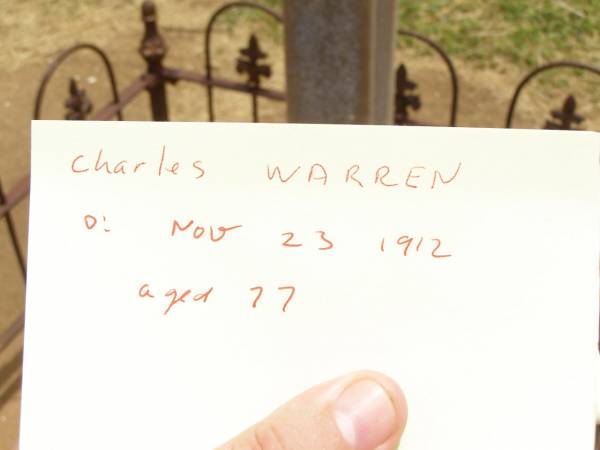 Charles WARREN
D: Nov 23 1912
aged 77